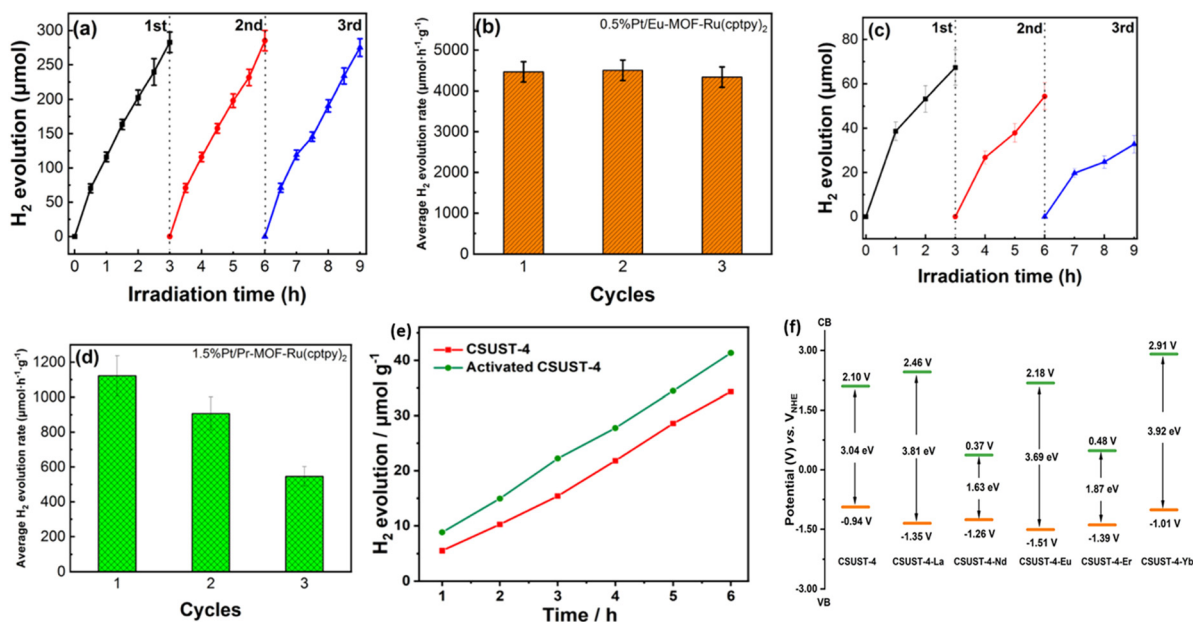 (a)
1st
2nd
3rd
300
250
200
150
100
50
0
H2 evolution (μmol)
0 1 2 3 4 5 6 7 8 9
Irradiation time (h)
(b)
0.5%Pt/Eu-MOF-Ru(cptpy)2
5000
4000
3000
2000
1000
0
Average H2 evolution rate (μmol·h-1·g-1)
1 2 3
Cycles
(c)
1st
2nd
3rd
80
60
40
20
0
H2 evolution (μmol)
0 1 2 3 4 5 6 7 8 9
Irradiation time (h)
(d)
1.5%Pt/Pr-MOF-Ru(cptpy)2
1200
1000
800
600
400
200
0
Average H2 evolution rate (μmol·h-1·g-1)
1 2 3
Cycles
(e)
CSUST-4
Activated CSUST-4
40
30
20
10
0
H2 evolution / μmol g-1
1 2 3 4 5 6
Time / h
(f)
CB
3.00
1.50
0.00
-1.50
-3.00
VB
Potential (V) vs. VNHE
2.10 V
3.04 eV
-0.94 V
CSUST-4
2.46 V
3.81 eV
-1.35 V
CSUST-4-La
0.37 V
1.63 eV
-1.26 V
CSUST-4-Nd
2.18 V
3.69 eV
-1.51 V
CSUST-4-Eu
0.48 V
1.87 eV
-1.39 V
CSUST-4-Er
2.91 V
3.92 eV
-1.01 V
CSUST-4-Yb